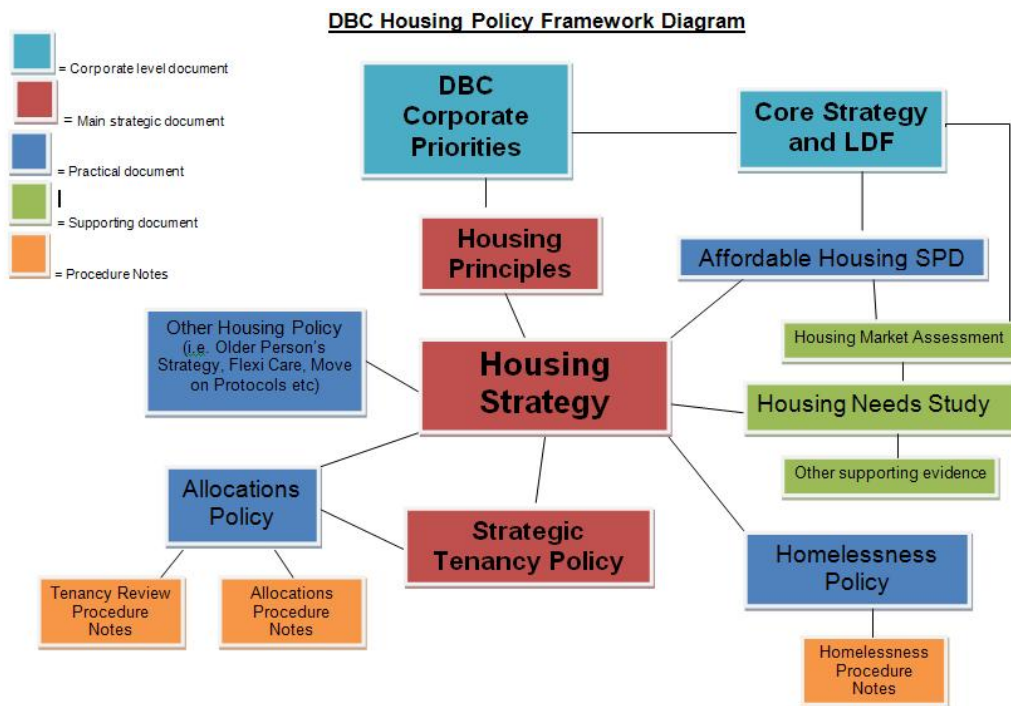 DBC Housing Policy Framework Diagram
= Corporate level document
= Main strategic document
= Practical document
= Supporting document
= Procedure Notes
DBC
Corporate
Priorities
Core Strategy
and LDF
Housing
Principles
Affordable Housing SPD
Other Housing Policy
(i.e. Older Person's
Strategy, Flexi Care, Move
on Protocols etc)
Housing
Strategy
Housing Market Assessment
Housing Needs Study
Other supporting evidence
Allocations
Policy
Strategic
Tenancy Policy
Homelessness
Policy
Tenancy Review
Procedure
Notes
Allocations
Procedure
Notes
Homelessness
Procedure
Notes